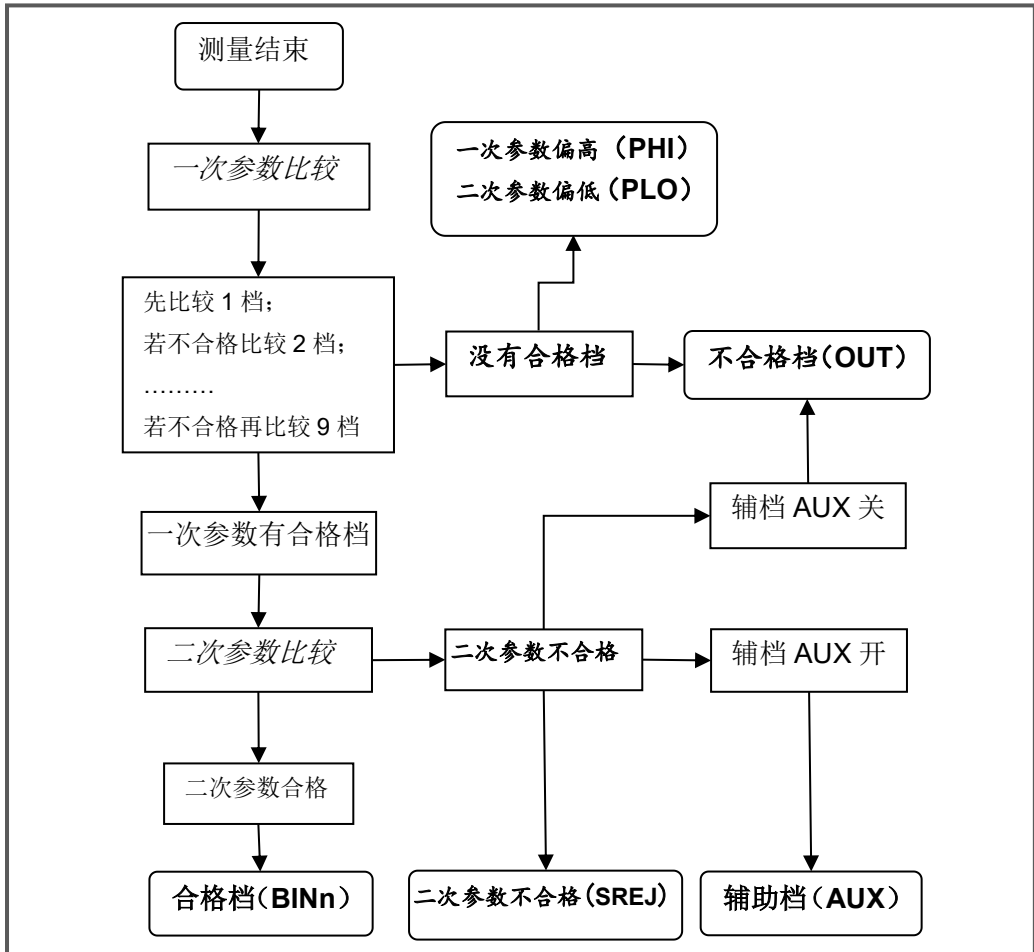 测量结束
一次参数比较
一次参数偏高（PHI）
二次参数偏低（PLO）
先比较 1 档；
若不合格比较 2 档；
………
若不合格再比较 9 档
没有合格档
不合格档（OUT）
辅档 AUX 关
一次参数有合格档
二次参数比较
二次参数不合格
辅档 AUX 开
二次参数合格
合格档（BINn）
二次参数不合格（SREJ）
辅助档（AUX）